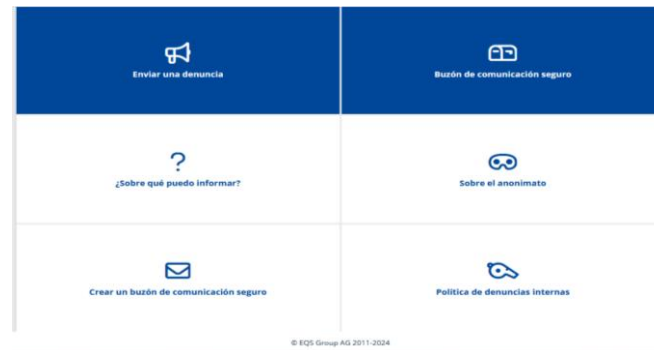 Enviar una denuncia
Buzón de comunicación seguro
¿Sobre qué puedo informar?
Sobre el anonimato
Crear un buzón de comunicación seguro
Política de denuncias internas
© EQS Group AG 2011-2024